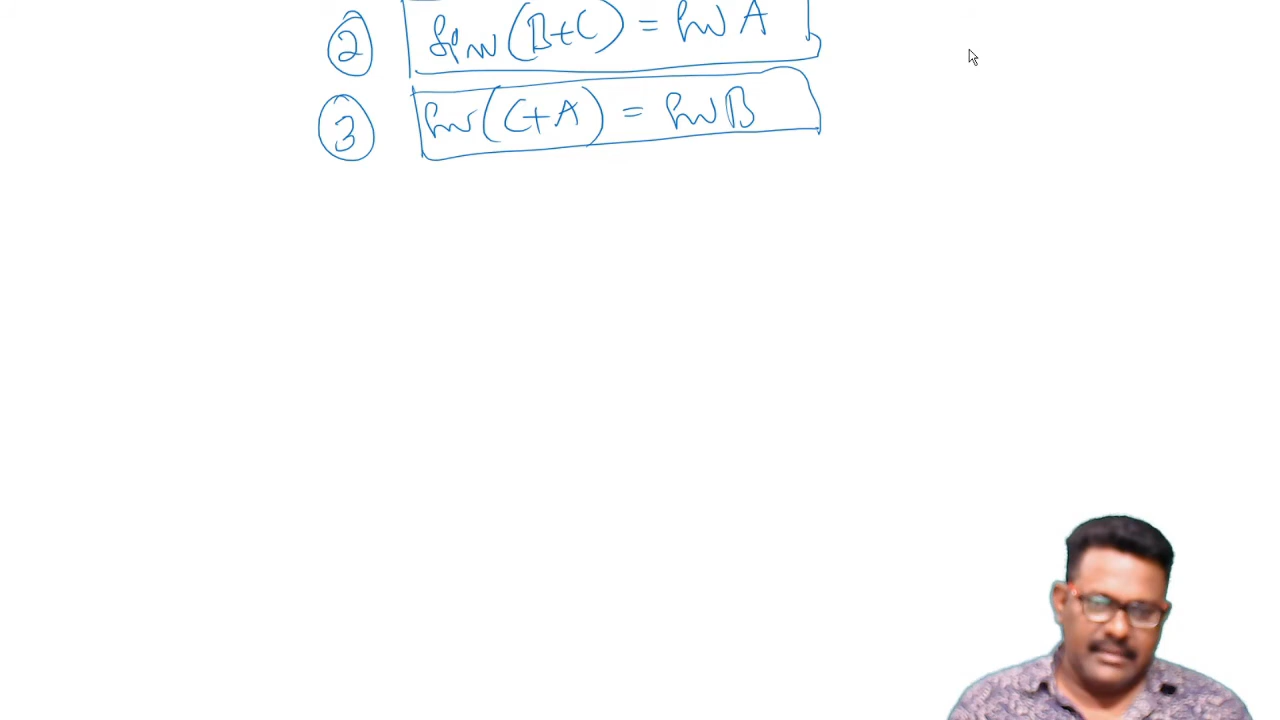 ② Sin (B+C) = Sin A
③ Sin (C+A) = Sin B